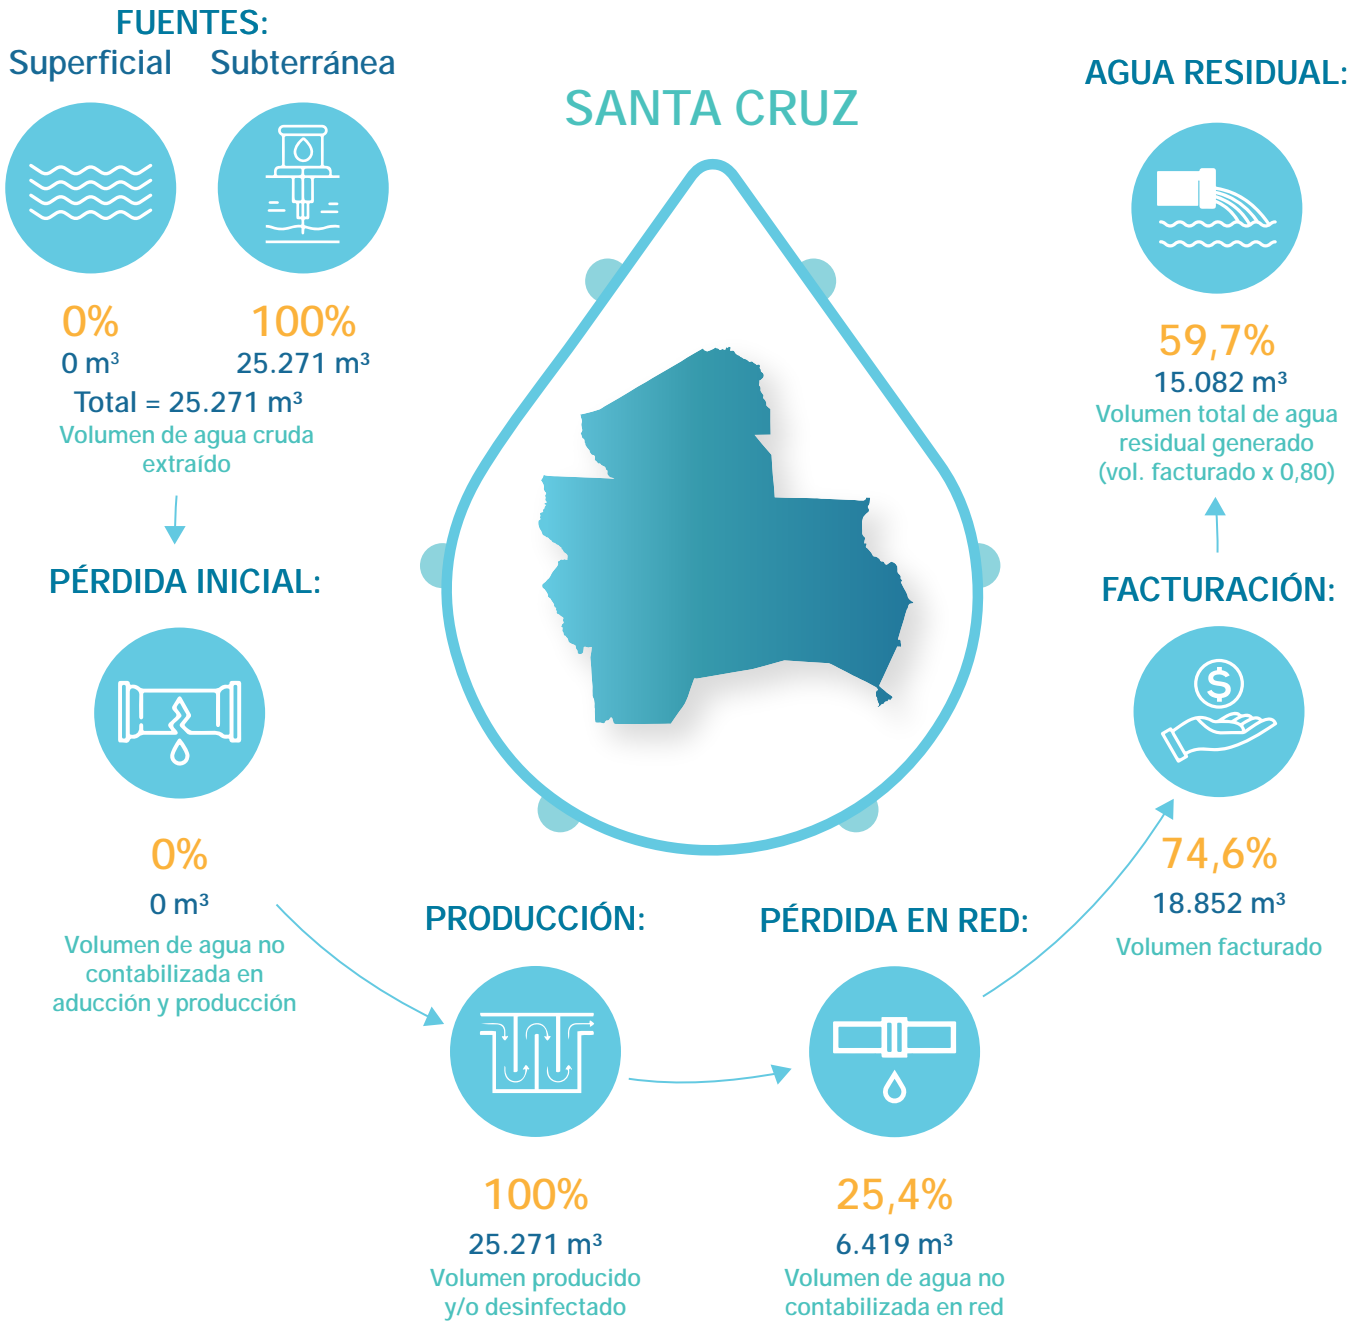 FUENTES:
Superficial
Subterránea
0%
0 m³
100%
25.271 m³
Total = 25.271 m³
Volumen de agua cruda
extraído
PÉRDIDA INICIAL:
0%
0 m³
Volumen de agua no
contabilizada en
aducción y producción
SANTA CRUZ
PRODUCCIÓN:
100%
25.271 m³
Volumen producido
y/o desinfectado
PÉRDIDA EN RED:
25,4%
6.419 m³
Volumen de agua no
contabilizada en red
FACTURACIÓN:
$
74,6%
18.852 m³
Volumen facturado
AGUA RESIDUAL:
59,7%
15.082 m³
Volumen total de agua
residual generado
(vol. facturado x 0,80)